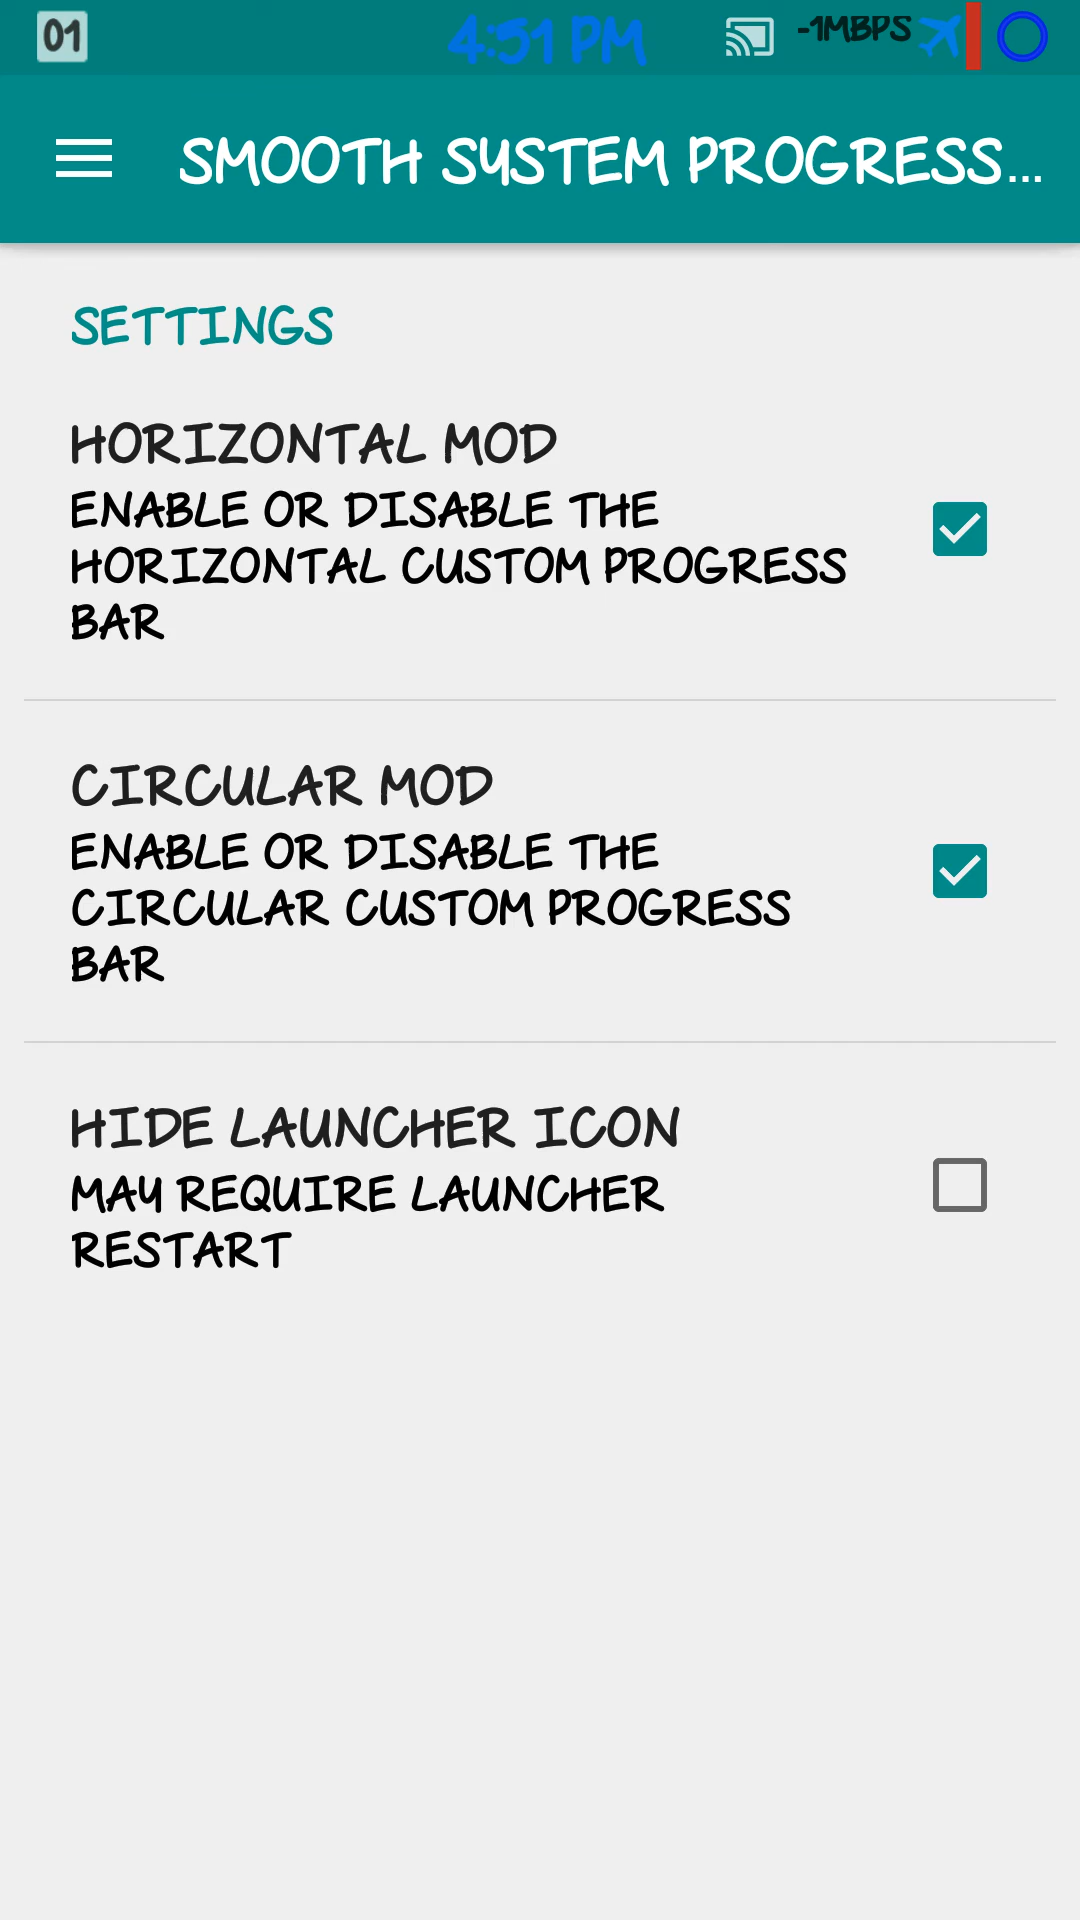 01 4:51 PM -1MBPS
SMOOTH SYSTEM PROGRESS...
SETTINGS
HORIZONTAL MOD
ENABLE OR DISABLE THE
HORIZONTAL CUSTOM PROGRESS
BAR
CIRCULAR MOD
ENABLE OR DISABLE THE
CIRCULAR CUSTOM PROGRESS
BAR
HIDE LAUNCHER ICON
MAY REQUIRE LAUNCHER
RESTART